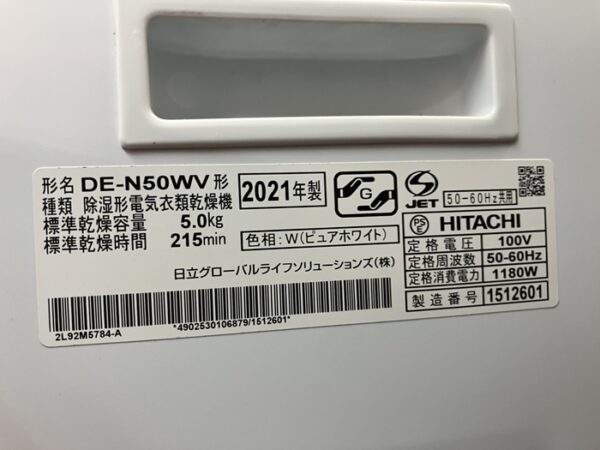 形名 DE-N50WV 形
種類 除湿形電気衣類乾燥機
標準乾燥容量 5.0kg
標準乾燥時間 215min
2021年製
G
色相:W(ピュアホワイト)
日立グローバルライフソリューションズ(株)
S JET
50-60Hz共用
PS E HITACHI
定格電圧 100V
定格周波数 50-60Hz
定格消費電力 1180W
製造番号 1512601
2L92M5784-A
*4902530106879/1512601*